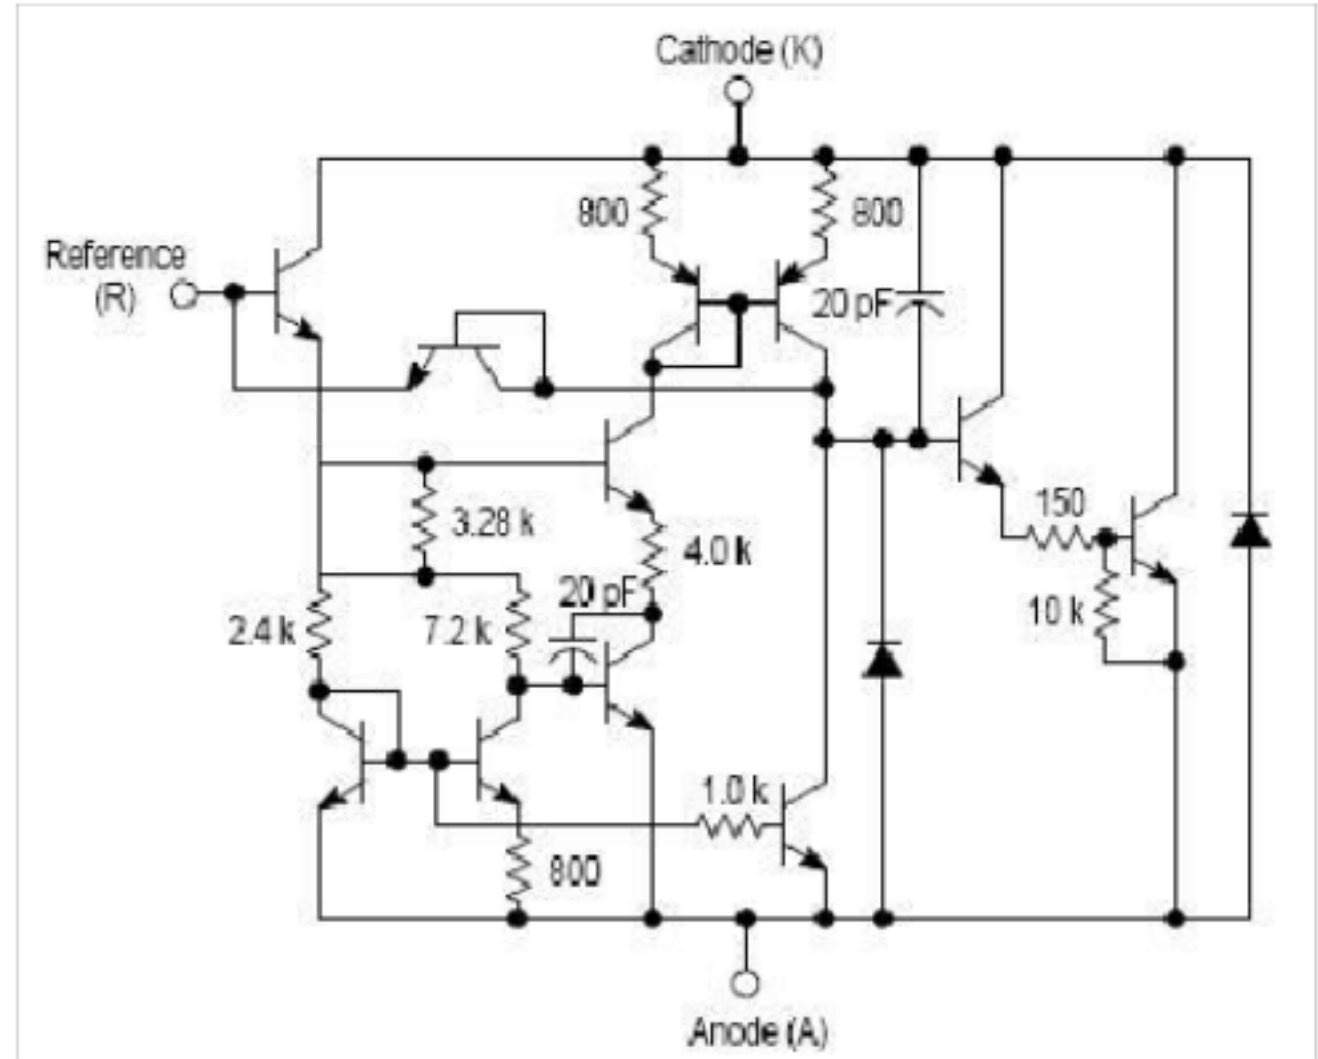 Cathode (K)
800
800
Reference
(R)
20 pF
3.28 k
4.0 k
150
20 pF
2.4 k
7.2 k
10 k
1.0 k
800
Anode (A)